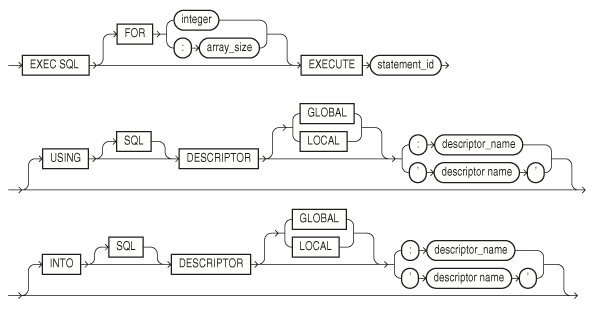 integer
FOR
: array_size
EXEC SQL EXECUTE statement_id
GLOBAL
SQL LOCAL : descriptor_name
USING DESCRIPTOR ' descriptor name '
GLOBAL
SQL LOCAL : descriptor_name
INTO DESCRIPTOR ' descriptor name '